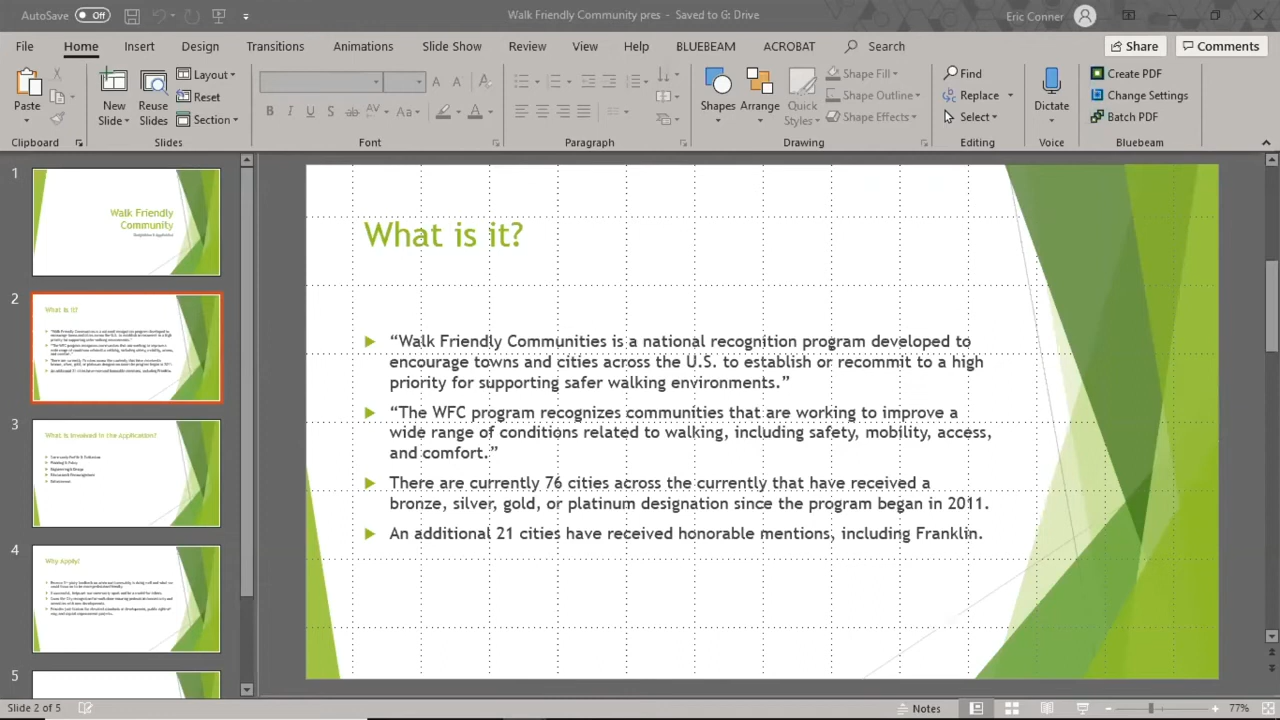 AutoSave Off
Walk Friendly Community pres - Saved to G: Drive
Eric Conner
File Home Insert Design Transitions Animations Slide Show Review View Help BLUEBEAM ACROBAT Search Share Comments
Paste
New Slide
Reuse Slides
Layout
Reset
Section
Find
Replace
Select
Shapes
Arrange
Quick Styles
Shape Fill
Shape Outline
Shape Effects
Dictate
Create PDF
Change Settings
Batch PDF
Clipboard Slides Font Paragraph Drawing Editing Voice Bluebeam
1
Walk Friendly
Community
2
What is it?
3
What is Involved in the Application?
4
Why Apply?
5
What is it?
“Walk Friendly Communities is a national recognition program developed to
encourage towns and cities across the U.S. to establish or recommit to a high
priority for supporting safer walking environments.”
“The WFC program recognizes communities that are working to improve a
wide range of conditions related to walking, including safety, mobility, access,
and comfort.”
There are currently 76 cities across the currently that have received a
bronze, silver, gold, or platinum designation since the program began in 2011.
An additional 21 cities have received honorable mentions, including Franklin.
Slide 2 of 5
Notes
77%